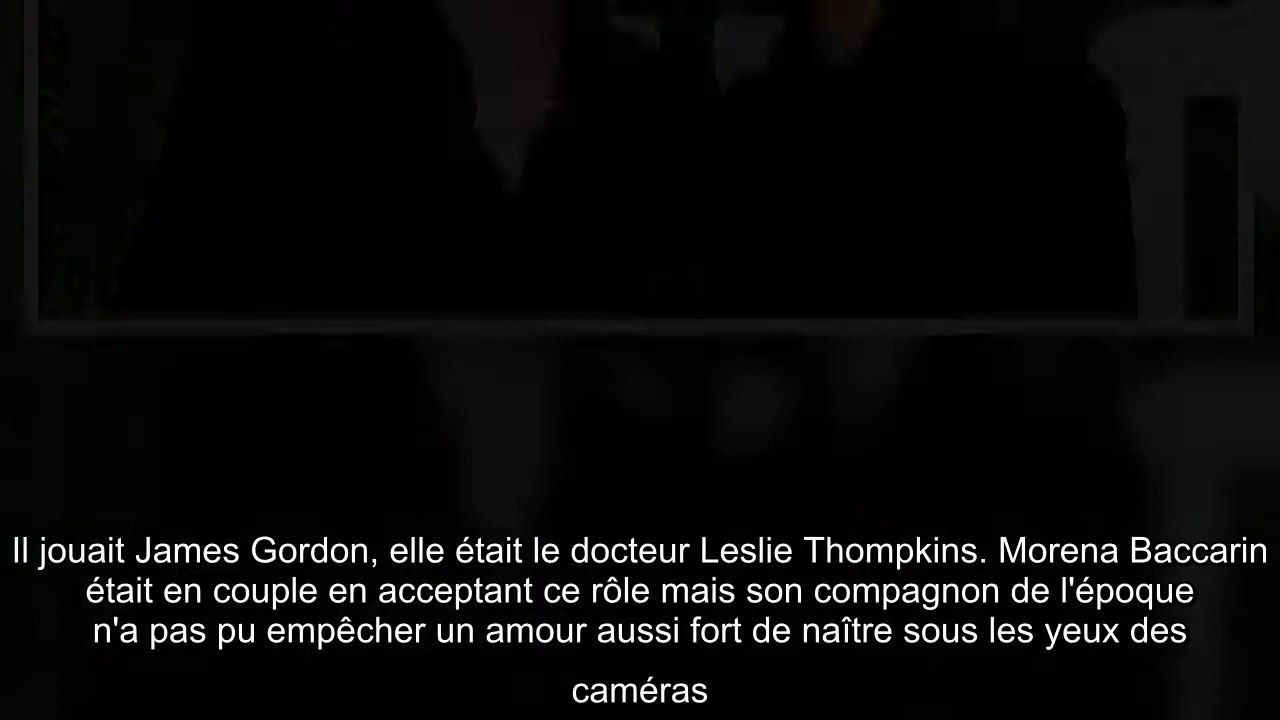 Il jouait James Gordon, elle était le docteur Leslie Thompkins. Morena Baccarin
était en couple en acceptant ce rôle mais son compagnon de l'époque
n'a pas pu empêcher un amour aussi fort de naître sous les yeux des
caméras